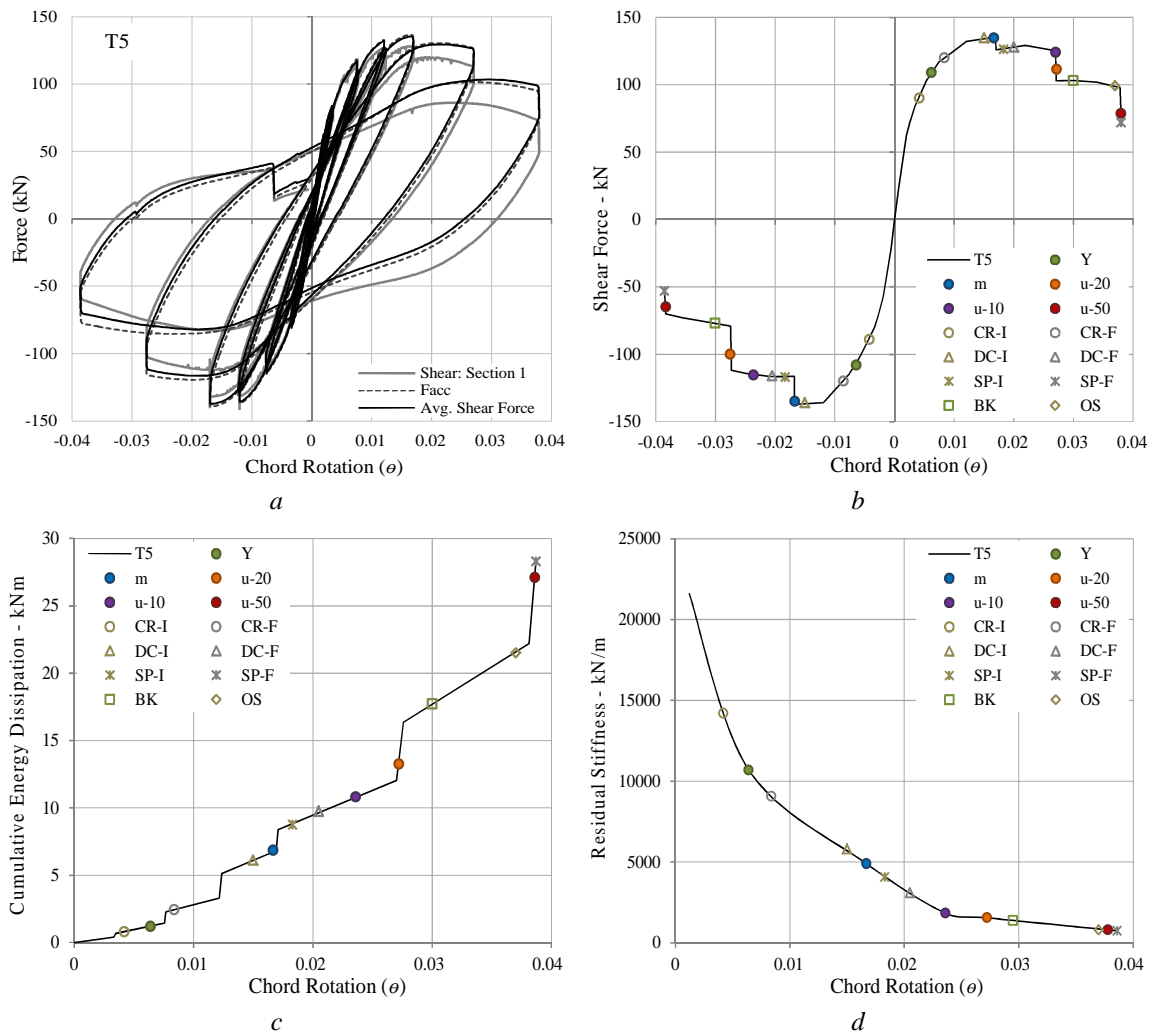 T5
Force (kN)
150
100
50
0
-50
-100
-150
-0.04 -0.03 -0.02 -0.01 0 0.01 0.02 0.03 0.04
Shear: Section 1
Facc
Avg. Shear Force
Chord Rotation (ө)
a
Shear Force - kN
150
100
50
0
-50
-100
-150
-0.04 -0.03 -0.02 -0.01 0 0.01 0.02 0.03 0.04
T5 Y
m u-20
u-10 u-50
CR-I CR-F
DC-I DC-F
SP-I SP-F
BK OS
Chord Rotation (ө)
b
Cumulative Energy Dissipation - kNm
30
25
20
15
10
5
0
0 0.01 0.02 0.03 0.04
T5 Y
m u-20
u-10 u-50
CR-I CR-F
DC-I DC-F
SP-I SP-F
BK OS
Chord Rotation (ө)
c
Residual Stiffness - kN/m
25000
20000
15000
10000
5000
0
0 0.01 0.02 0.03 0.04
T5 Y
m u-20
u-10 u-50
CR-I CR-F
DC-I DC-F
SP-I SP-F
BK OS
Chord Rotation (ө)
d